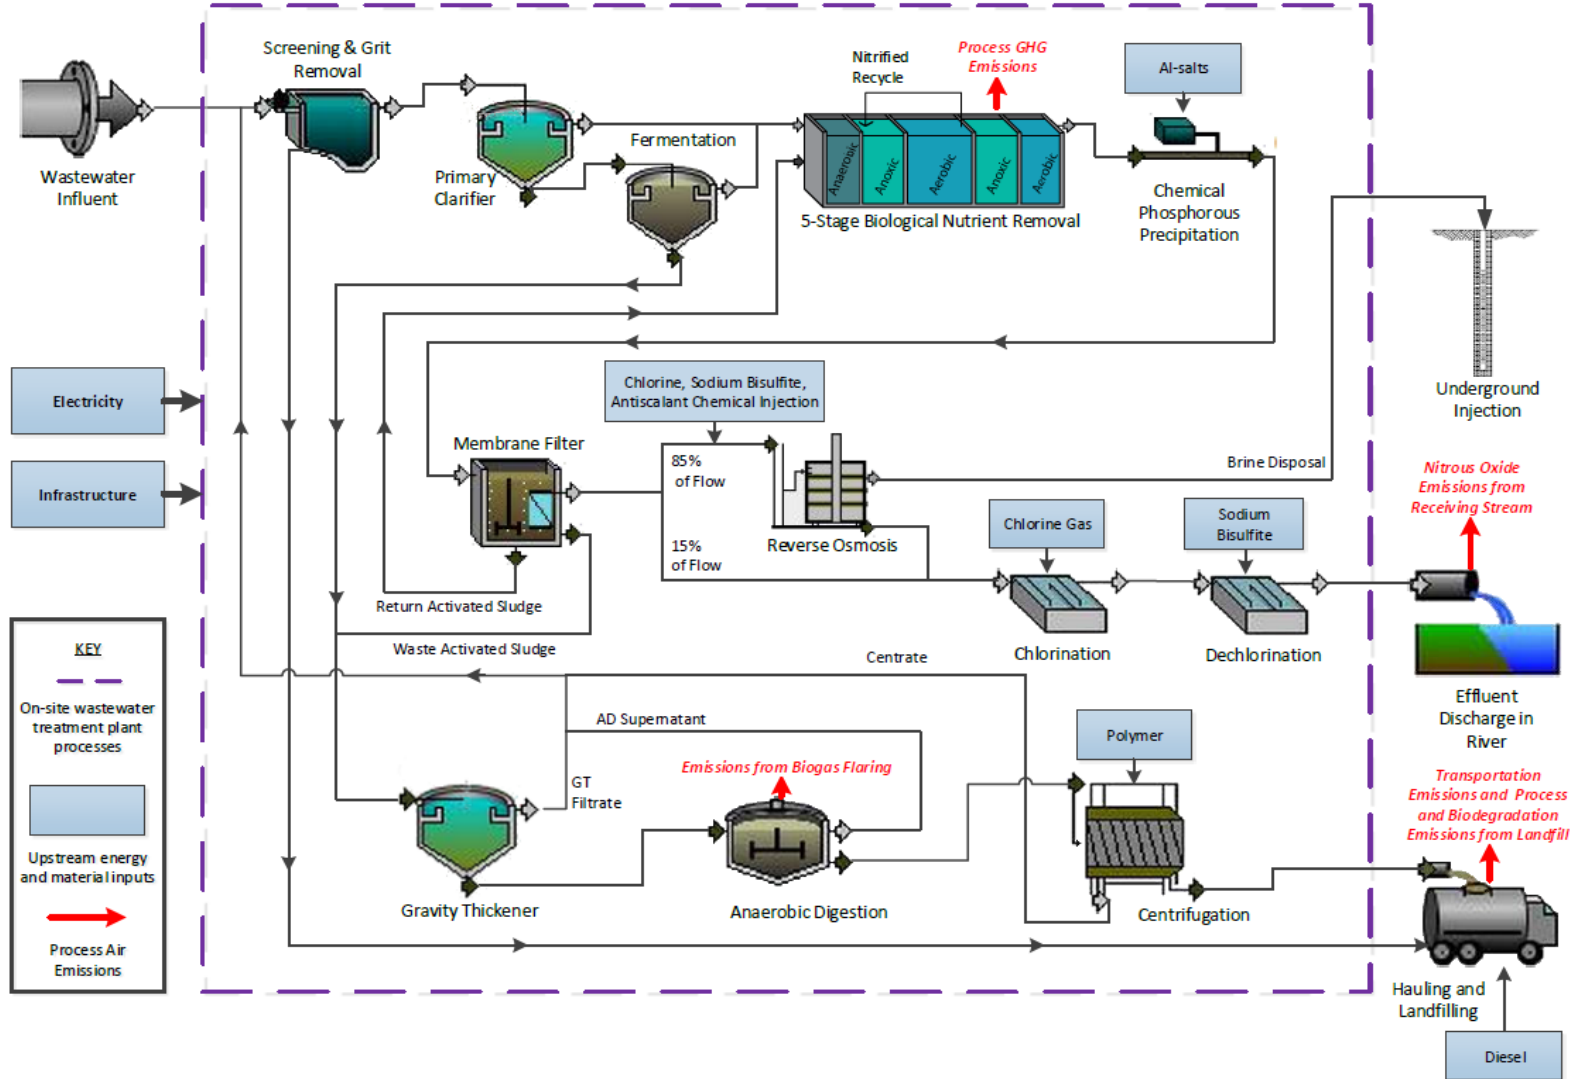 Screening & Grit
Removal
Wastewater
Influent
Primary
Clarifier
Fermentation
Nitrified
Recycle
Process GHG
Emissions
Al-salts
Anaerobic
Anoxic
Aerobic
Anoxic
Aerobic
5-Stage Biological Nutrient Removal
Chemical
Phosphorous
Precipitation
Underground
Injection
Electricity
Infrastructure
Chlorine, Sodium Bisulfite,
Antiscalant Chemical Injection
Membrane Filter
85%
of Flow
15%
of Flow
Reverse Osmosis
Brine Disposal
Nitrous Oxide
Emissions from
Receiving Stream
Chlorine Gas
Sodium
Bisulfite
Return Activated Sludge
Waste Activated Sludge
Chlorination
Dechlorination
Effluent
Discharge in
River
Centrate
AD Supernatant
GT
Filtrate
Emissions from Biogas Flaring
Polymer
Gravity Thickener
Anaerobic Digestion
Centrifugation
Transportation
Emissions and Process
and Biodegradation
Emissions from Landfill
Hauling and
Landfilling
Diesel
KEY
On-site wastewater
treatment plant
processes
Upstream energy
and material inputs
Process Air
Emissions